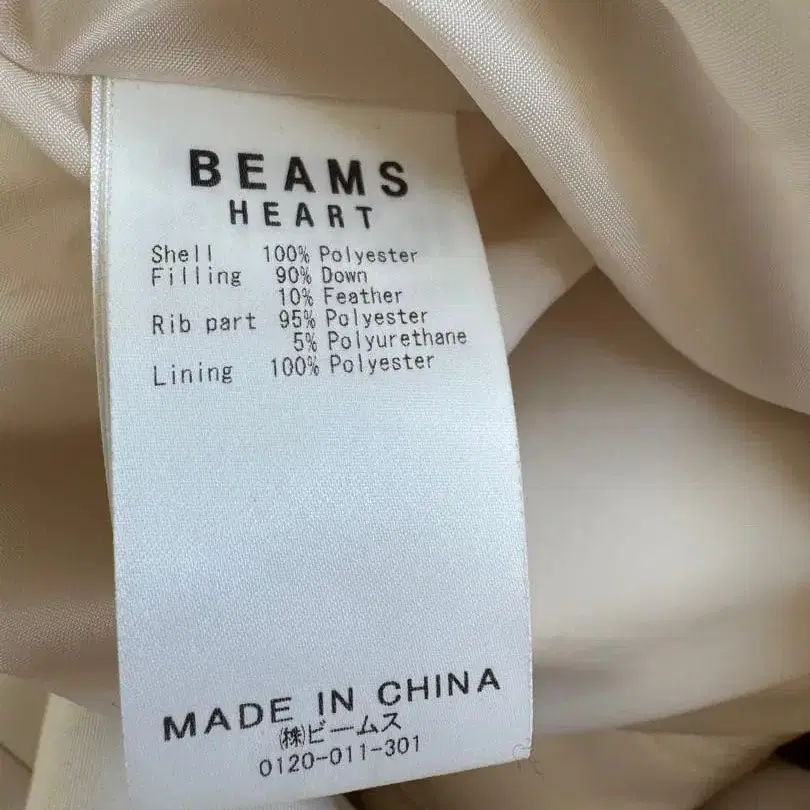 BEAMS
HEART
Shell 100% Polyester
Filling 90% Down
10% Feather
Rib part 95% Polyester
5% Polyurethane
Lining 100% Polyester
MADE IN CHINA
㈱ビームス
0120-011-301